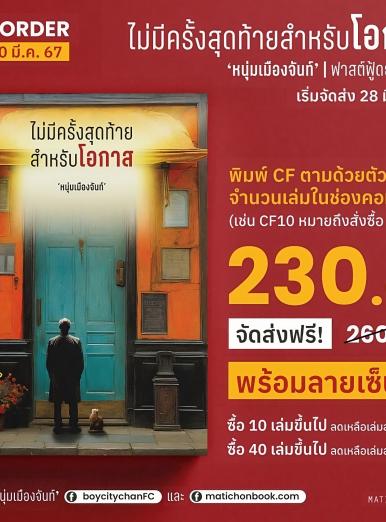 ORDER
0 มี.ค. 67
ไม่มีครั้งสุดท้ายสำหรับโอกา
'หนุ่มเมืองจันท์' | ฟาสต์ฟู้ด
เริ่มจัดส่ง 28 มี
ไม่มีครั้งสุดท้าย
สำหรับโอกาส
'หนุ่มเมืองจันท์'
พิมพ์ CF ตามด้วยตัว
จำนวนเล่มในช่องคอ
(เช่น CF10 หมายถึงสั่งซื้อ
230.
จัดส่งฟรี! 260
พร้อมลายเซ็
ซื้อ 10 เล่มขึ้นไป ลดเหลือเล่มล
ซื้อ 40 เล่มขึ้นไป ลดเหลือเล่มล
หนุ่มเมืองจันท์' boycitychanFC และ matichonbook.com
MATI